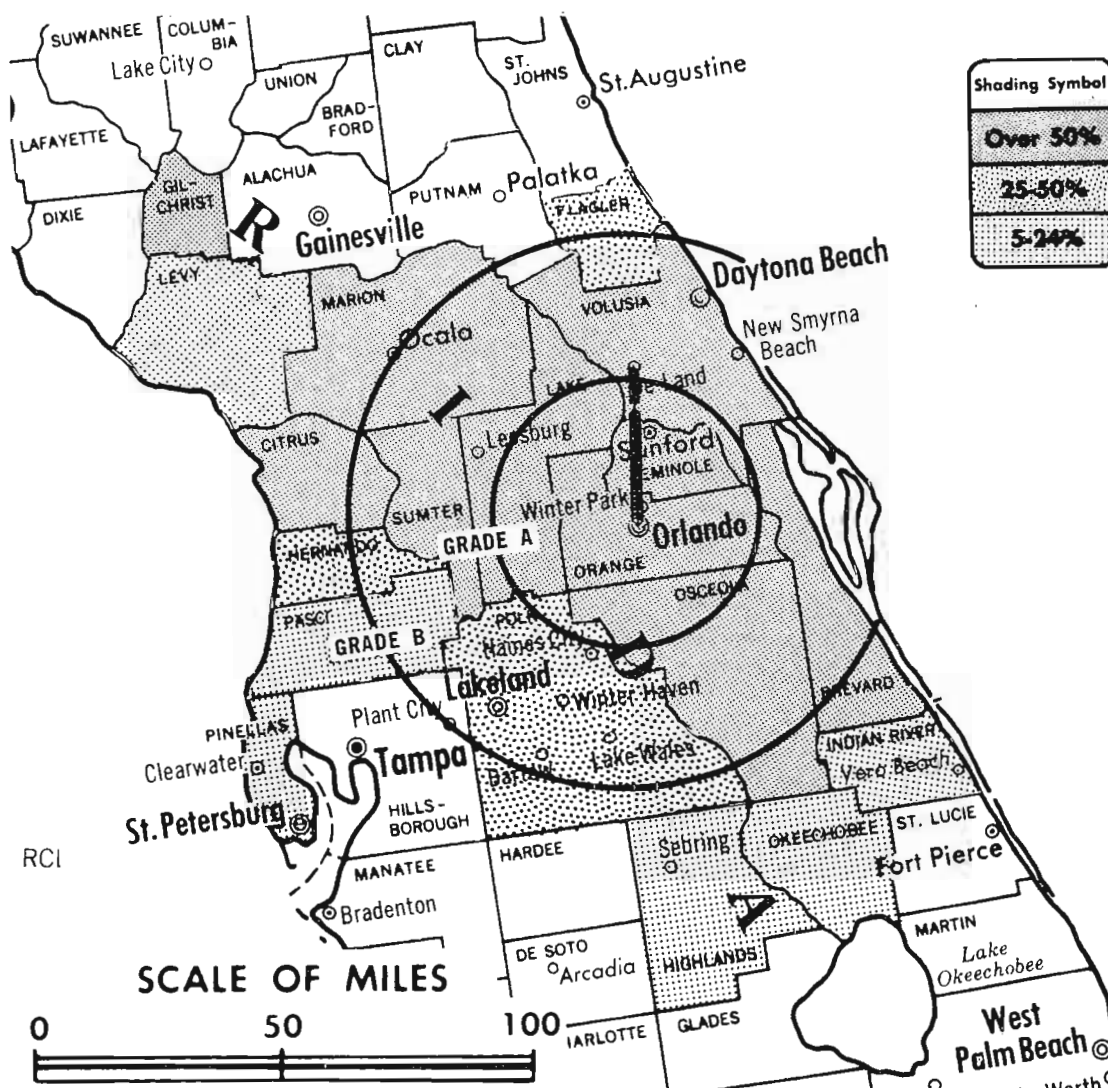 SUWANNEE
COLUM-
BIA
Lake City
CLAY
ST.
JOHNS
St. Augustine
UNION
BRAD-
FORD
LAFAYETTE
Shading Symbol
Over 50%
25-50%
5-24%
GIL-
CHRIST
ALACHUA
PUTNAM
Palatka
DIXIE
R
Gainesville
FLAGLER
LEVY
MARION
Daytona Beach
VOLUSIA
Ocala
New Smyrna
Beach
I
LAKE
De Land
CITRUS
Leesburg
Sanford
SEMINOLE
SUMTER
Winter Park
GRADE A
Orlando
HERNANDO
ORANGE
OSCEOLA
PASCO
POLK
GRADE B
Haines City
D
Lakeland
Winter Haven
BREVARD
Plant City
PINELLAS
Tampa
INDIAN RIVER
Clearwater
Bartow
Lake Wales
Vero Beach
St. Petersburg
HILLS-
BOROUGH
Sebring
OKEECHOBEE
ST. LUCIE
RCI
HARDEE
Fort Pierce
MANATEE
Bradenton
A
MARTIN
DE SOTO
Arcadia
HIGHLANDS
Lake
Okeechobee
SCALE OF MILES
0 50 100
IARLOTTE
GLADES
West
Palm Beach
Worth